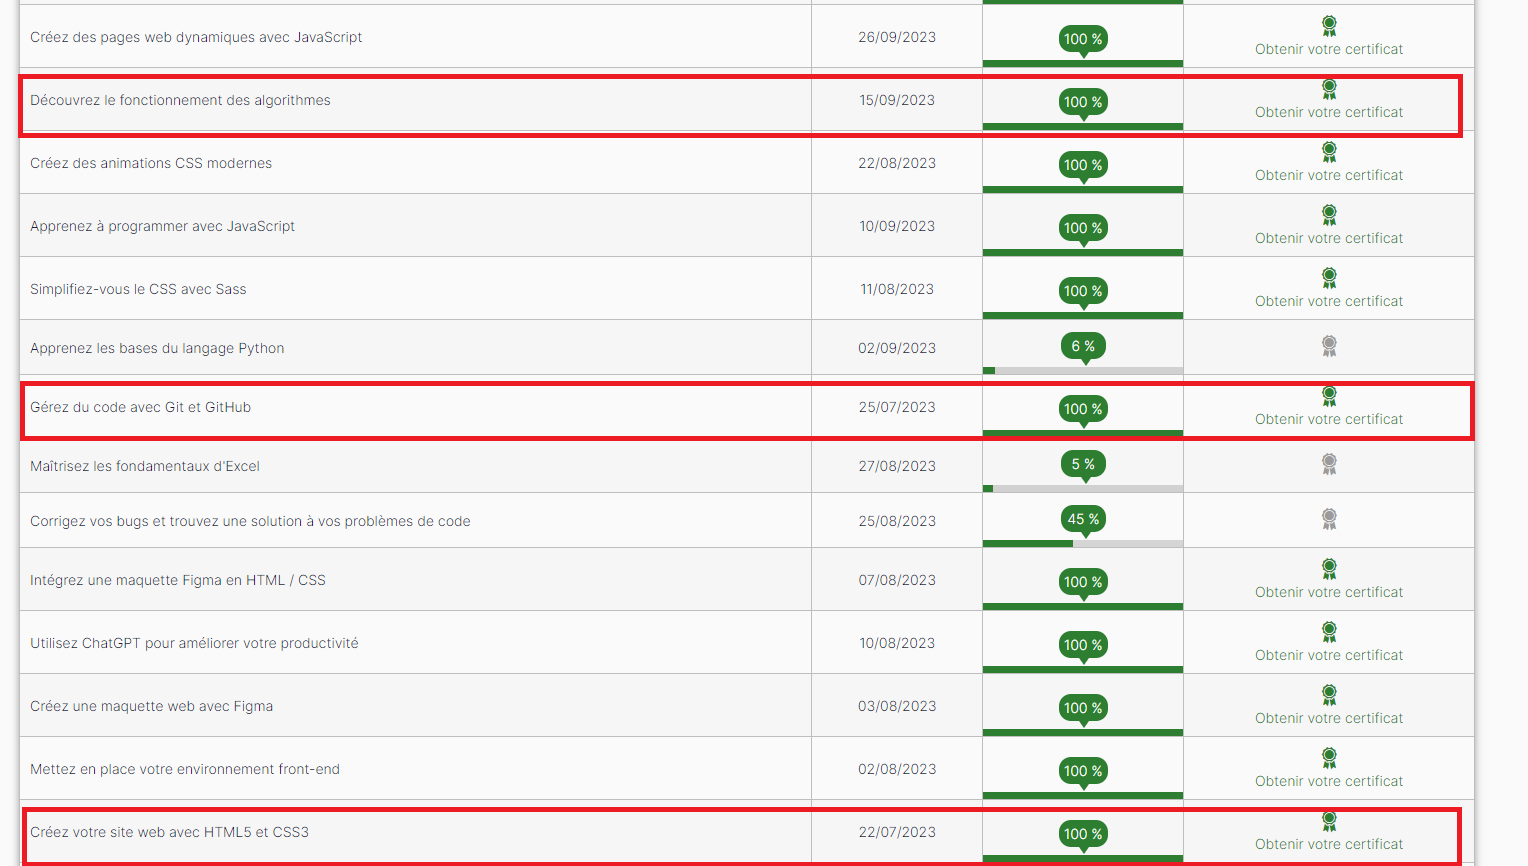 Créez des pages web dynamiques avec JavaScript 26/09/2023 100 % Obtenir votre certificat
Découvrez le fonctionnement des algorithmes 15/09/2023 100 % Obtenir votre certificat
Créez des animations CSS modernes 22/08/2023 100 % Obtenir votre certificat
Apprenez à programmer avec JavaScript 10/09/2023 100 % Obtenir votre certificat
Simplifiez-vous le CSS avec Sass 11/08/2023 100 % Obtenir votre certificat
Apprenez les bases du langage Python 02/09/2023 6 %
Gérez du code avec Git et GitHub 25/07/2023 100 % Obtenir votre certificat
Maîtrisez les fondamentaux d'Excel 27/08/2023 5 %
Corrigez vos bugs et trouvez une solution à vos problèmes de code 25/08/2023 45 %
Intégrez une maquette Figma en HTML / CSS 07/08/2023 100 % Obtenir votre certificat
Utilisez ChatGPT pour améliorer votre productivité 10/08/2023 100 % Obtenir votre certificat
Créez une maquette web avec Figma 03/08/2023 100 % Obtenir votre certificat
Mettez en place votre environnement front-end 02/08/2023 100 % Obtenir votre certificat
Créez votre site web avec HTML5 et CSS3 22/07/2023 100 % Obtenir votre certificat